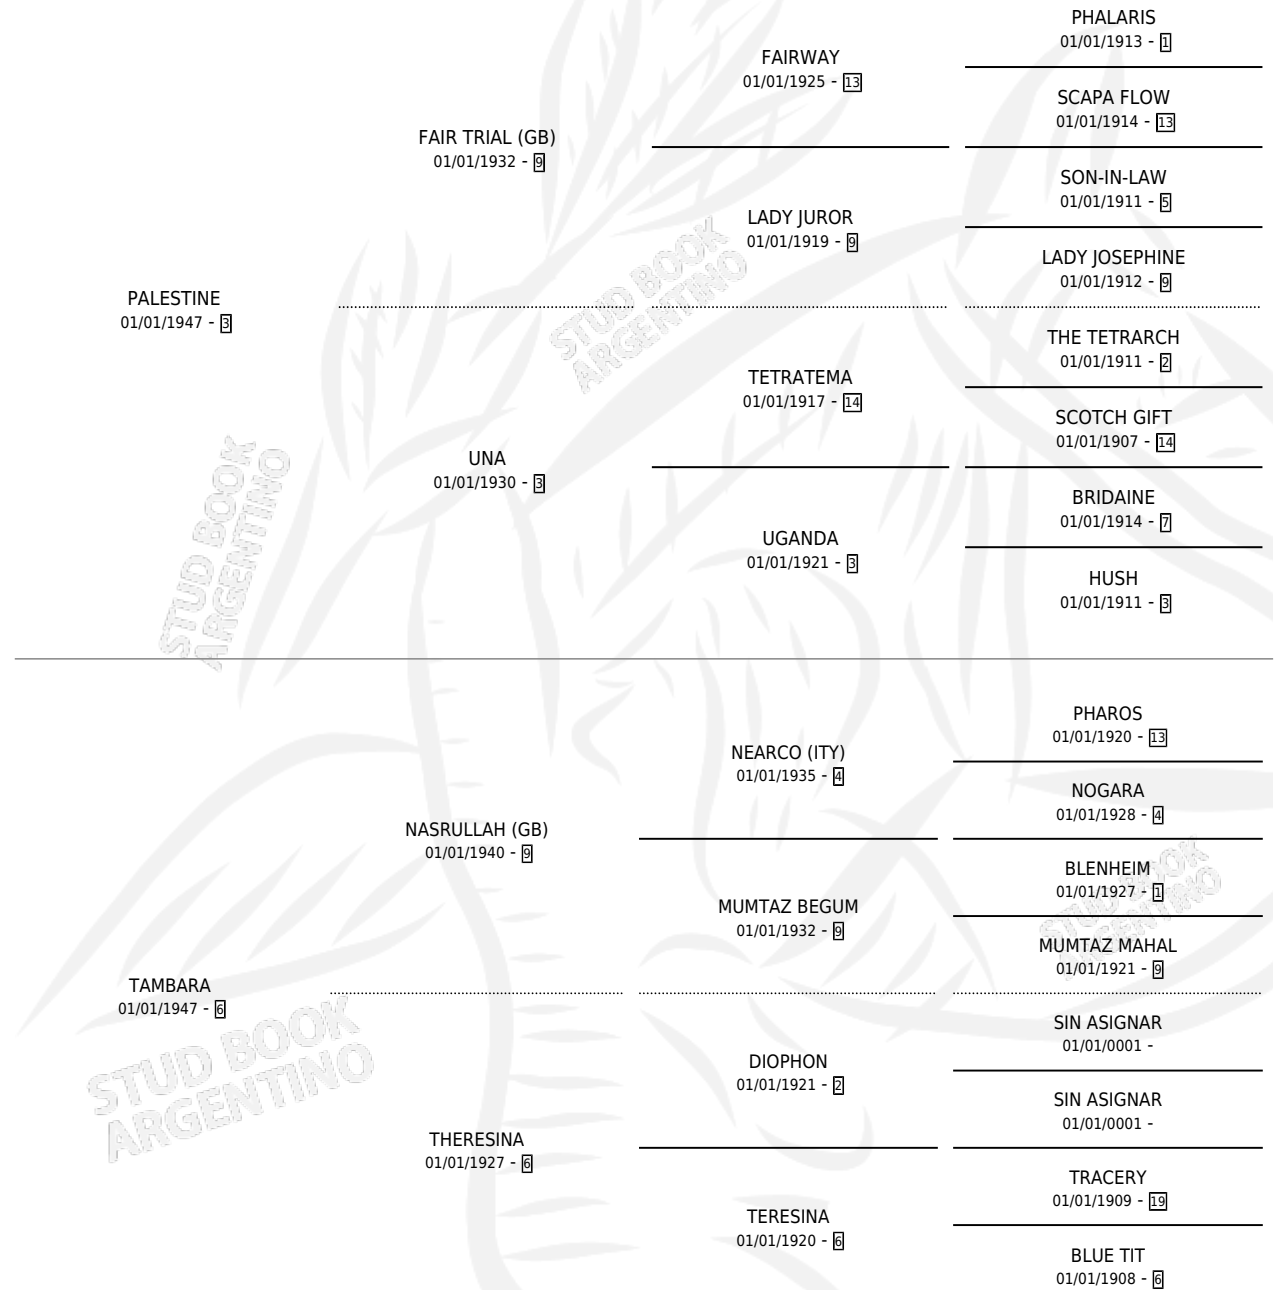 PHALARIS
01/01/1913 - 1
FAIRWAY
01/01/1925 - 13
SCAPA FLOW
01/01/1914 - 13
FAIR TRIAL (GB)
01/01/1932 - 9
SON-IN-LAW
01/01/1911 - 5
LADY JUROR
01/01/1919 - 9
LADY JOSEPHINE
01/01/1912 - 9
PALESTINE
01/01/1947 - 3
THE TETRARCH
01/01/1911 - 2
TETRATEMA
01/01/1917 - 14
SCOTCH GIFT
01/01/1907 - 14
UNA
01/01/1930 - 3
BRIDAINE
01/01/1914 - 7
UGANDA
01/01/1921 - 3
HUSH
01/01/1911 - 3
PHAROS
01/01/1920 - 13
NEARCO (ITY)
01/01/1935 - 4
NOGARA
01/01/1928 - 4
NASRULLAH (GB)
01/01/1940 - 9
BLENHEIM
01/01/1927 - 1
MUMTAZ BEGUM
01/01/1932 - 9
MUMTAZ MAHAL
01/01/1921 - 9
TAMBARA
01/01/1947 - 6
SIN ASIGNAR
01/01/0001 -
DIOPHON
01/01/1921 - 2
SIN ASIGNAR
01/01/0001 -
THERESINA
01/01/1927 - 6
TRACERY
01/01/1909 - 19
TERESINA
01/01/1920 - 6
BLUE TIT
01/01/1908 - 6
STUD BOOK
ARGENTINO
STUD BOOK
ARGENTINO
STUD BOOK
ARGENTINO
STUD BOOK
ARGENTINO